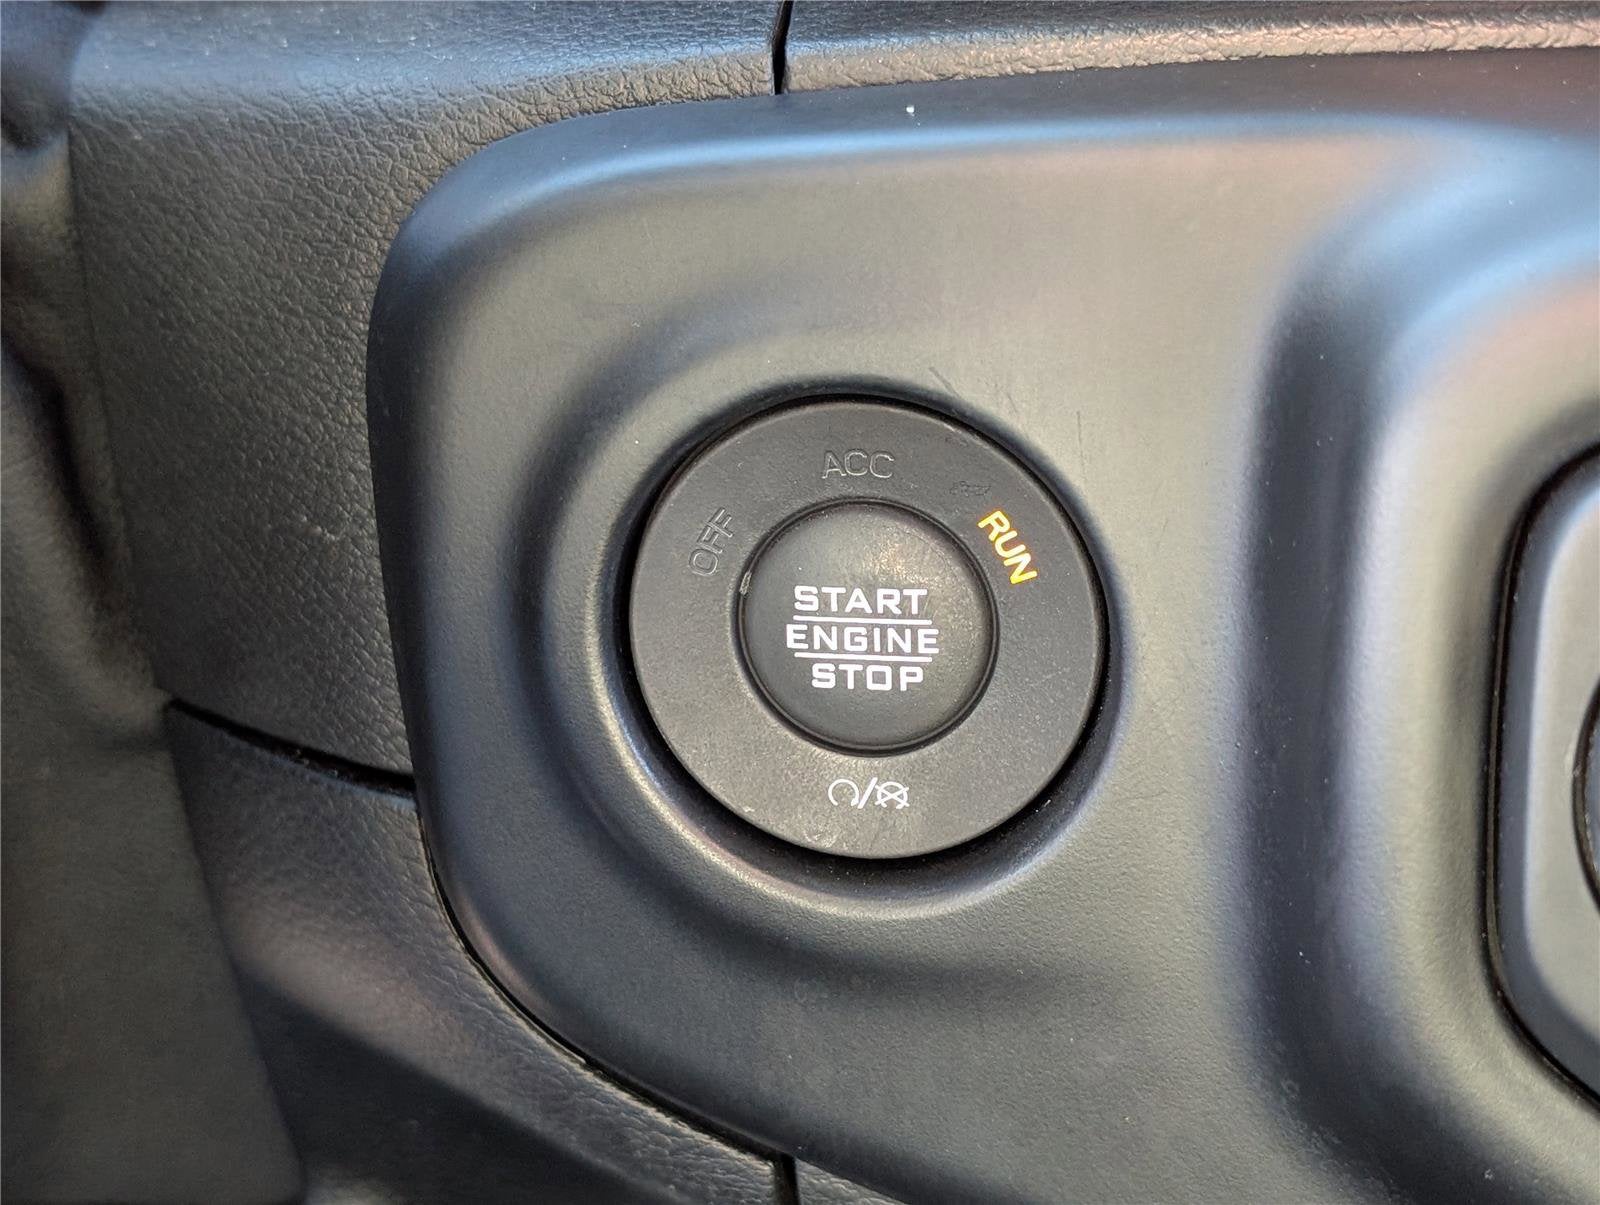 OFF
ACC
RUN
START
ENGINE
STOP